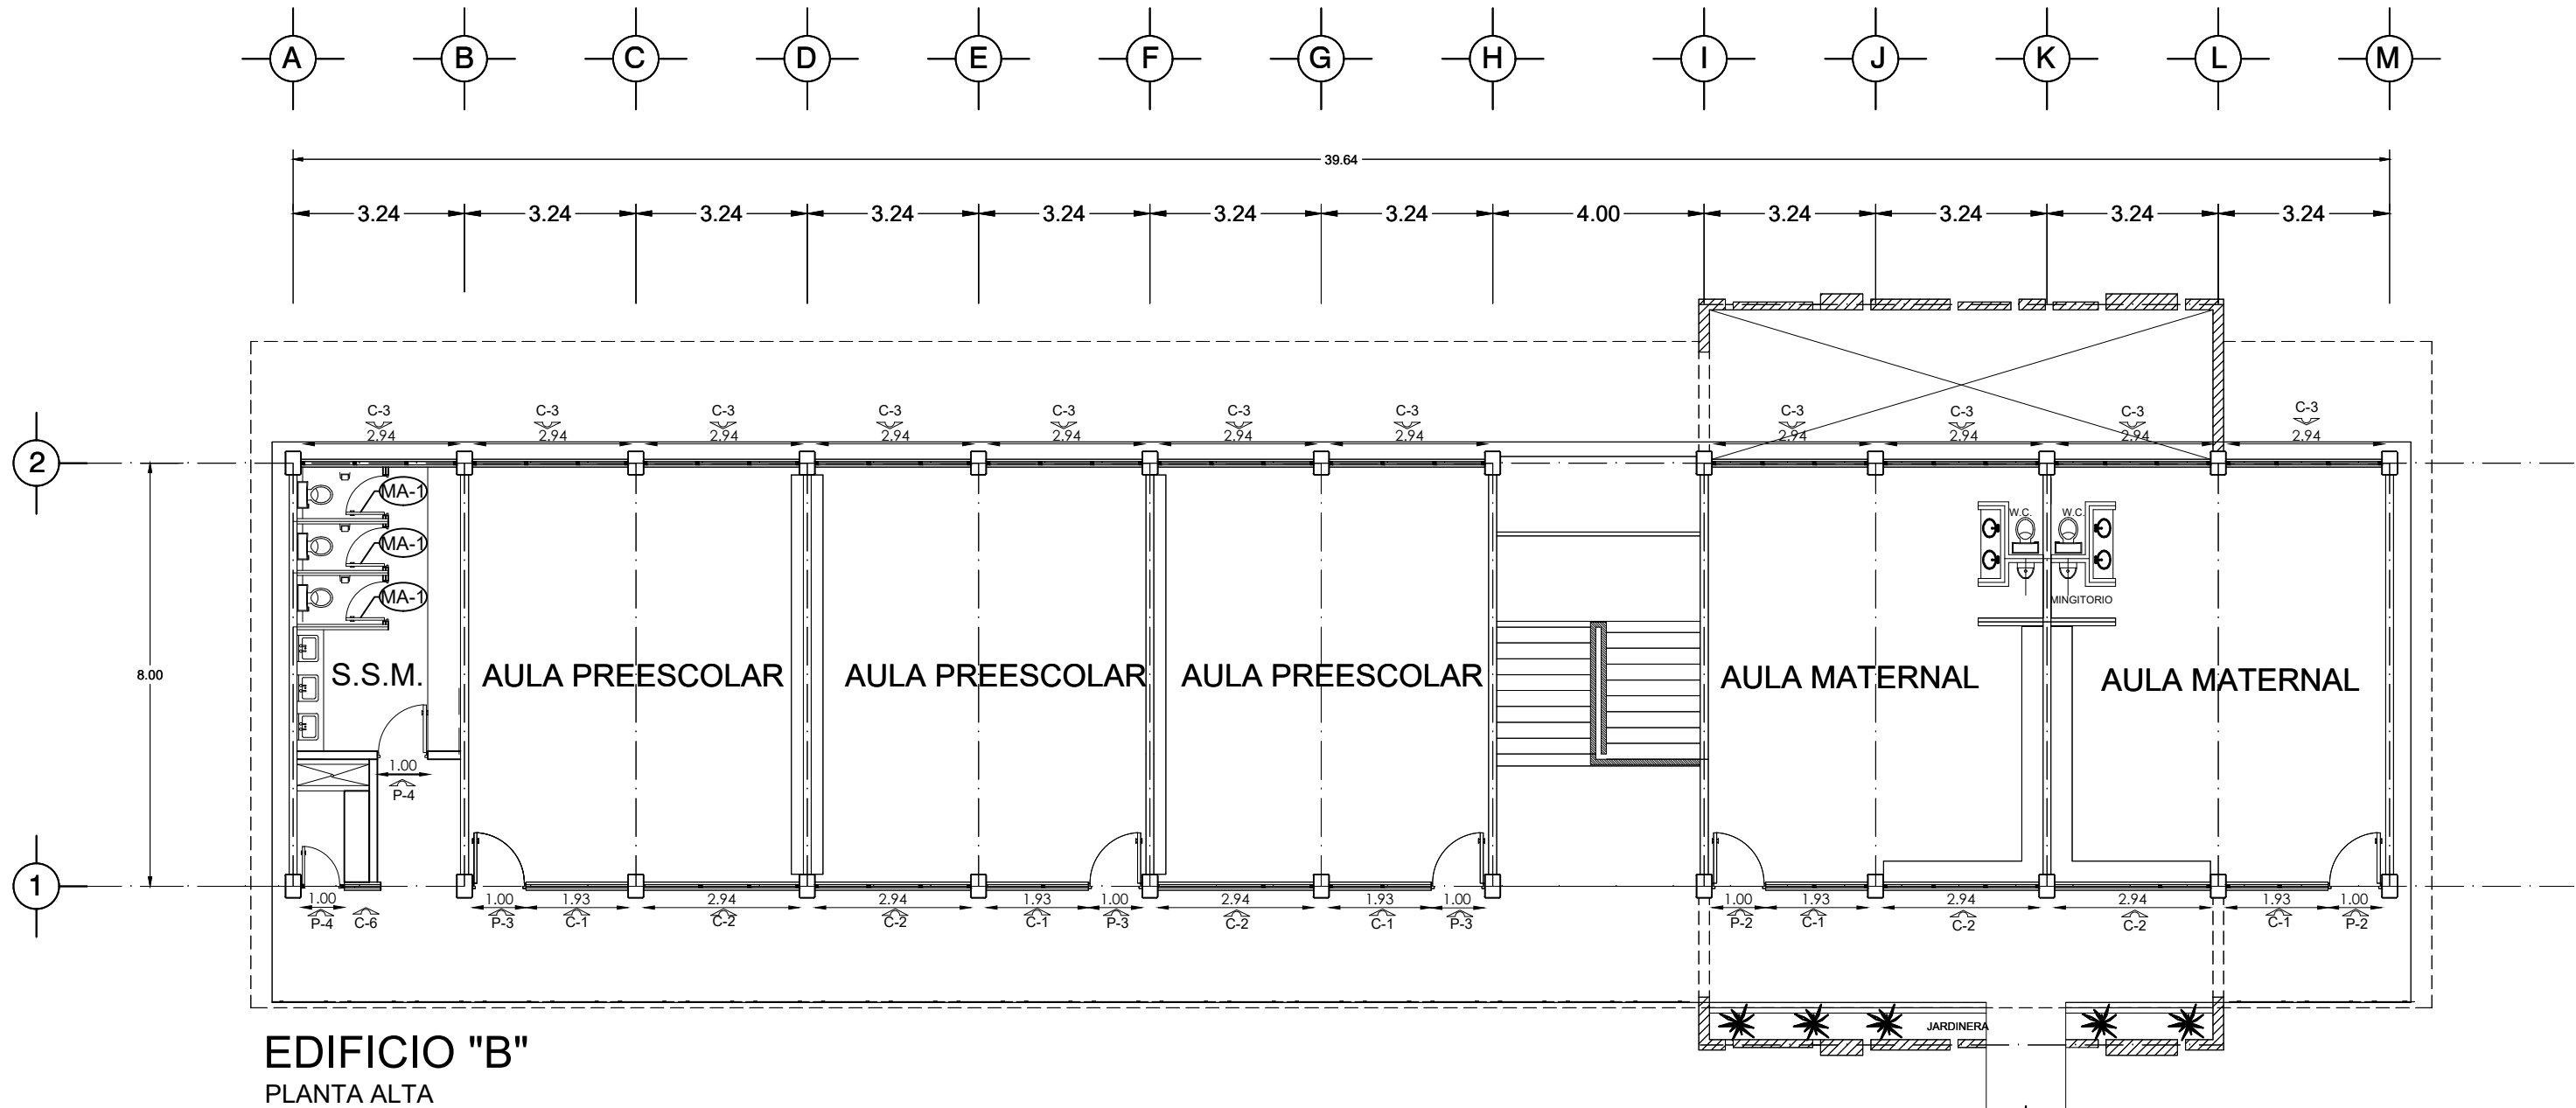 A B C D E F G H I J K L M
39.64
3.24 3.24 3.24 3.24 3.24 3.24 3.24 4.00 3.24 3.24 3.24 3.24
C-3 C-3 C-3 C-3 C-3 C-3 C-3 C-3 C-3 C-3 C-3
2.94 2.94 2.94 2.94 2.94 2.94 2.94 2.94 2.94 2.94 2.94
2
MA-1
W.C. W.C.
MA-1
MA-1
MINGITORIO
8.00
S.S.M. AULA PREESCOLAR AULA PREESCOLAR AULA PREESCOLAR AULA MATERNAL AULA MATERNAL
1.00
P-4
1
1.00 1.00 1.93 2.94 2.94 1.93 1.00 2.94 1.93 1.00 1.00 1.93 2.94 2.94 1.93 1.00
P-4 C-6 P-3 C-1 C-2 C-2 C-1 P-3 C-2 C-1 P-3 P-2 C-1 C-2 C-2 C-1 P-2
JARDINERA
EDIFICIO "B"
PLANTA ALTA